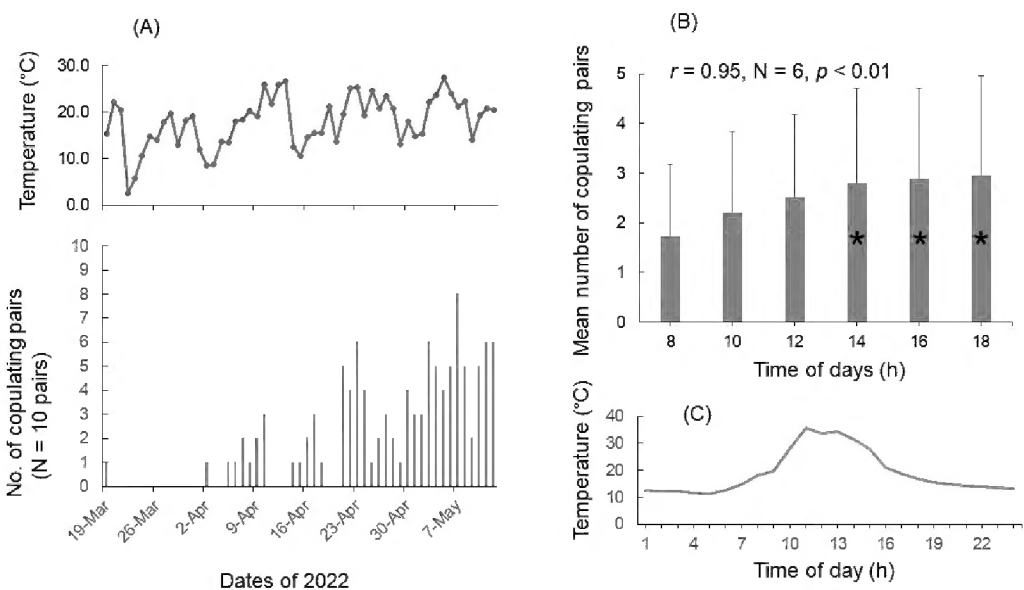 (A)
Temperature (°C)
30.0
20.0
10.0
0.0
No. of copulating pairs
(N = 10 pairs)
10
9
8
7
6
5
4
3
2
1
0
19-Mar
26-Mar
2-Apr
9-Apr
16-Apr
23-Apr
30-Apr
7-May
Dates of 2022
(B)
Mean number of copulating pairs
r = 0.95, N = 6, p < 0.01
5
4
3
2
1
0
* * *
8 10 12 14 16 18
Time of days (h)
(C)
Temperature (°C)
40
30
20
10
0
1 4 7 10 13 16 19 22
Time of day (h)